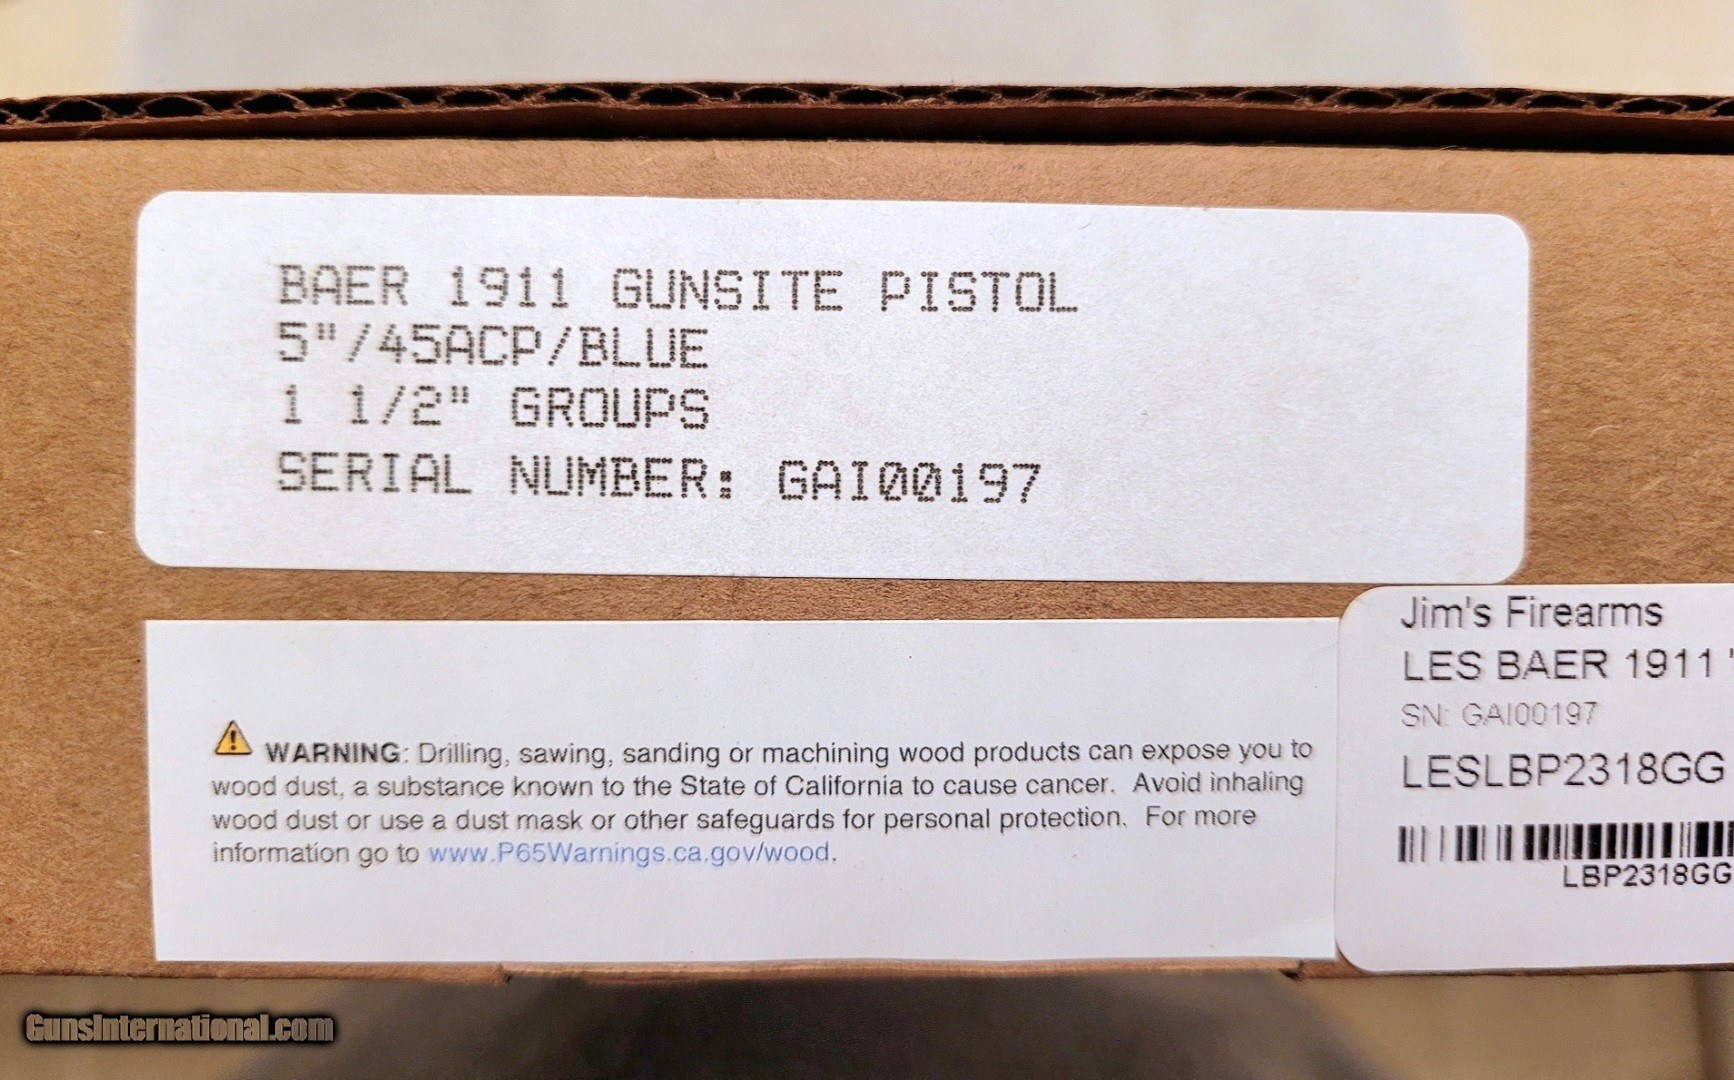 BAER 1911 GUNSITE PISTOL
5"/45ACP/BLUE
1 1/2" GROUPS
SERIAL NUMBER: GAI00197
WARNING: Drilling, sawing, sanding or machining wood products can expose you to
wood dust, a substance known to the State of California to cause cancer.  Avoid inhaling
wood dust or use a dust mask or other safeguards for personal protection.  For more
information go to www.P65Warnings.ca.gov/wood.
Jim's Firearms
LES BAER 1911 "
SN: GAI00197
LESLBP2318GG
LBP2318GG
GunsInternational.com